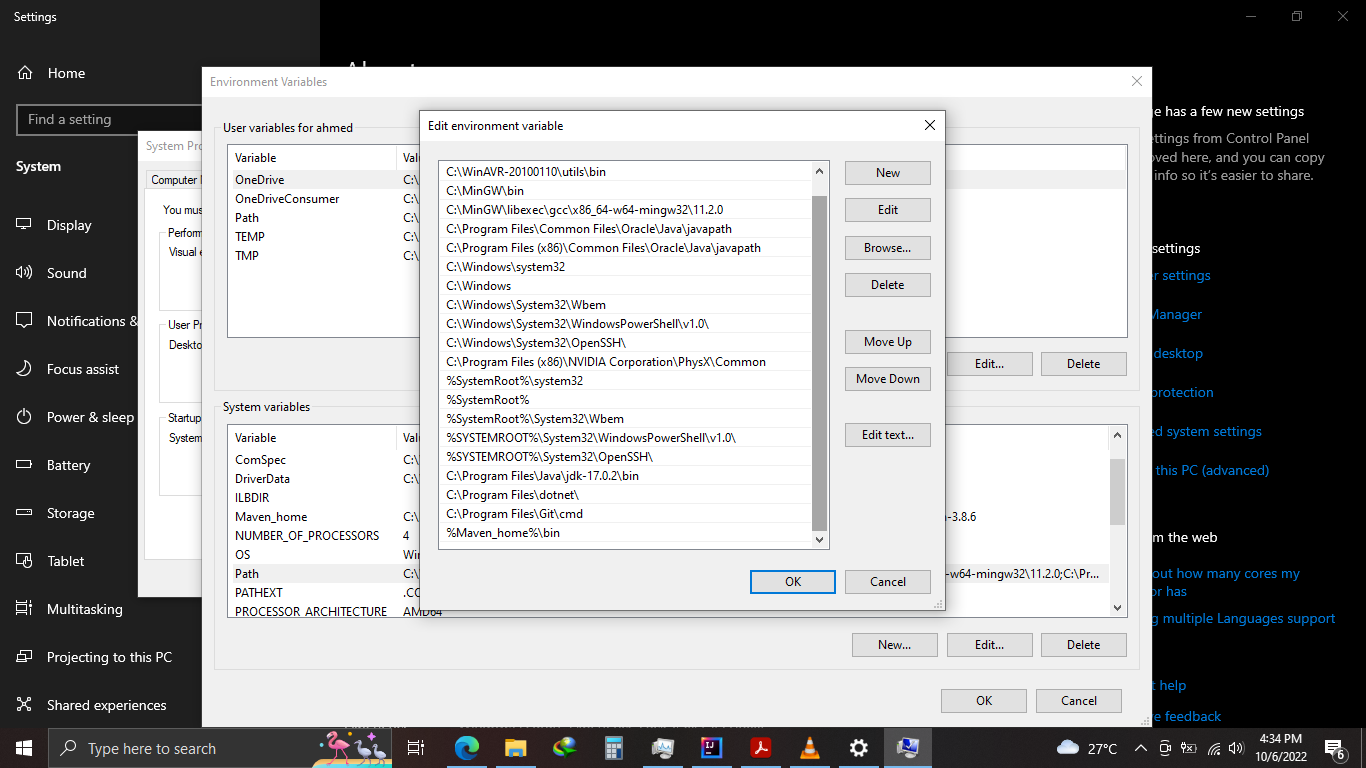 Settings
Home
Find a setting
System
Display
Sound
Notifications &
Focus assist
Power & sleep
Battery
Storage
Tablet
Multitasking
Projecting to this PC
Shared experiences
System Pro
Computer
You mus
Perform
Visual e
User Pr
Deskto
Startup
System
Environment Variables
User variables for ahmed
Variable
OneDrive C:\
OneDriveConsumer C:\
Path C:\
TEMP C:\
TMP C:\
Edit... Delete
System variables
Variable
ComSpec C:\
DriverData C:\
ILBDIR
Maven_home C:\ -3.8.6
NUMBER_OF_PROCESSORS 4
OS Win
Path C:\ -w64-mingw32\11.2.0;C:\Pr...
PATHEXT .CO
PROCESSOR_ARCHITECTURE AMD64
New... Edit... Delete
OK Cancel
Edit environment variable
C:\WinAVR-20100110\utils\bin
C:\MinGW\bin
C:\MinGW\libexec\gcc\x86_64-w64-mingw32\11.2.0
C:\Program Files\Common Files\Oracle\Java\javapath
C:\Program Files (x86)\Common Files\Oracle\Java\javapath
C:\Windows\system32
C:\Windows
C:\Windows\System32\Wbem
C:\Windows\System32\WindowsPowerShell\v1.0\
C:\Windows\System32\OpenSSH\
C:\Program Files (x86)\NVIDIA Corporation\PhysX\Common
%SystemRoot%\system32
%SystemRoot%
%SystemRoot%\System32\Wbem
%SYSTEMROOT%\System32\WindowsPowerShell\v1.0\
%SYSTEMROOT%\System32\OpenSSH\
C:\Program Files\Java\jdk-17.0.2\bin
C:\Program Files\dotnet\
C:\Program Files\Git\cmd
%Maven_home%\bin
New
Edit
Browse...
Delete
Move Up
Move Down
Edit text...
OK Cancel
ge has a few new settings
ettings from Control Panel
oved here, and you can copy
info so it's easier to share.
settings
er settings
Manager
desktop
protection
ed system settings
this PC (advanced)
m the web
out how many cores my
or has
g multiple Languages support
t help
e feedback
Type here to search
27°C
4:34 PM
10/6/2022
6